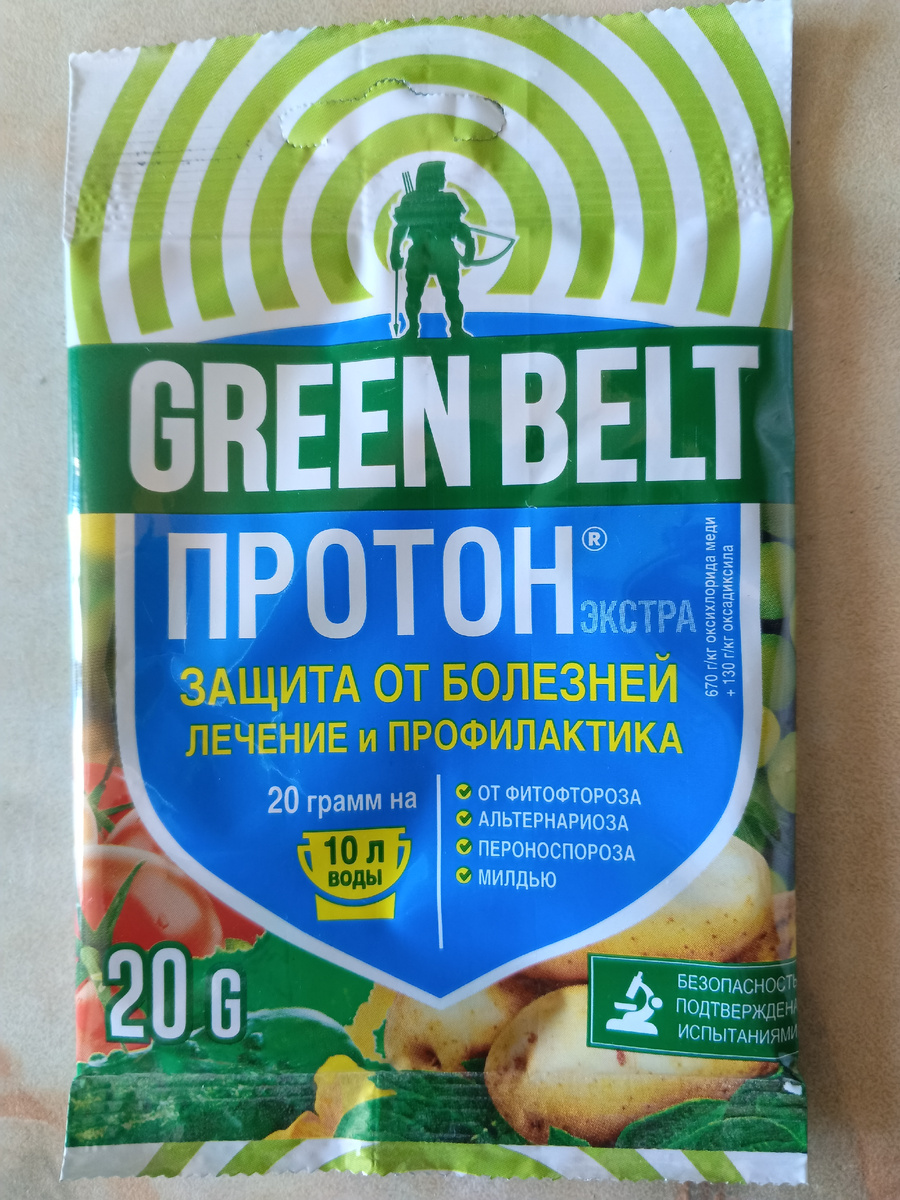 GREEN BELT
ПРОТОН®
ЭКСТРА
670 г/кг оксихлорида меди
+ 130 г/кг оксадиксила
ЗАЩИТА ОТ БОЛЕЗНЕЙ
ЛЕЧЕНИЕ и ПРОФИЛАКТИКА
20 грамм на
10 л
ВОДЫ
ОТ ФИТОФТОРОЗА
АЛЬТЕРНАРИОЗА
ПЕРОНОСПОРОЗА
МИЛДЬЮ
20 G
БЕЗОПАСНОСТЬ
ПОДТВЕРЖДЕНА
ИСПЫТАНИЯМИ